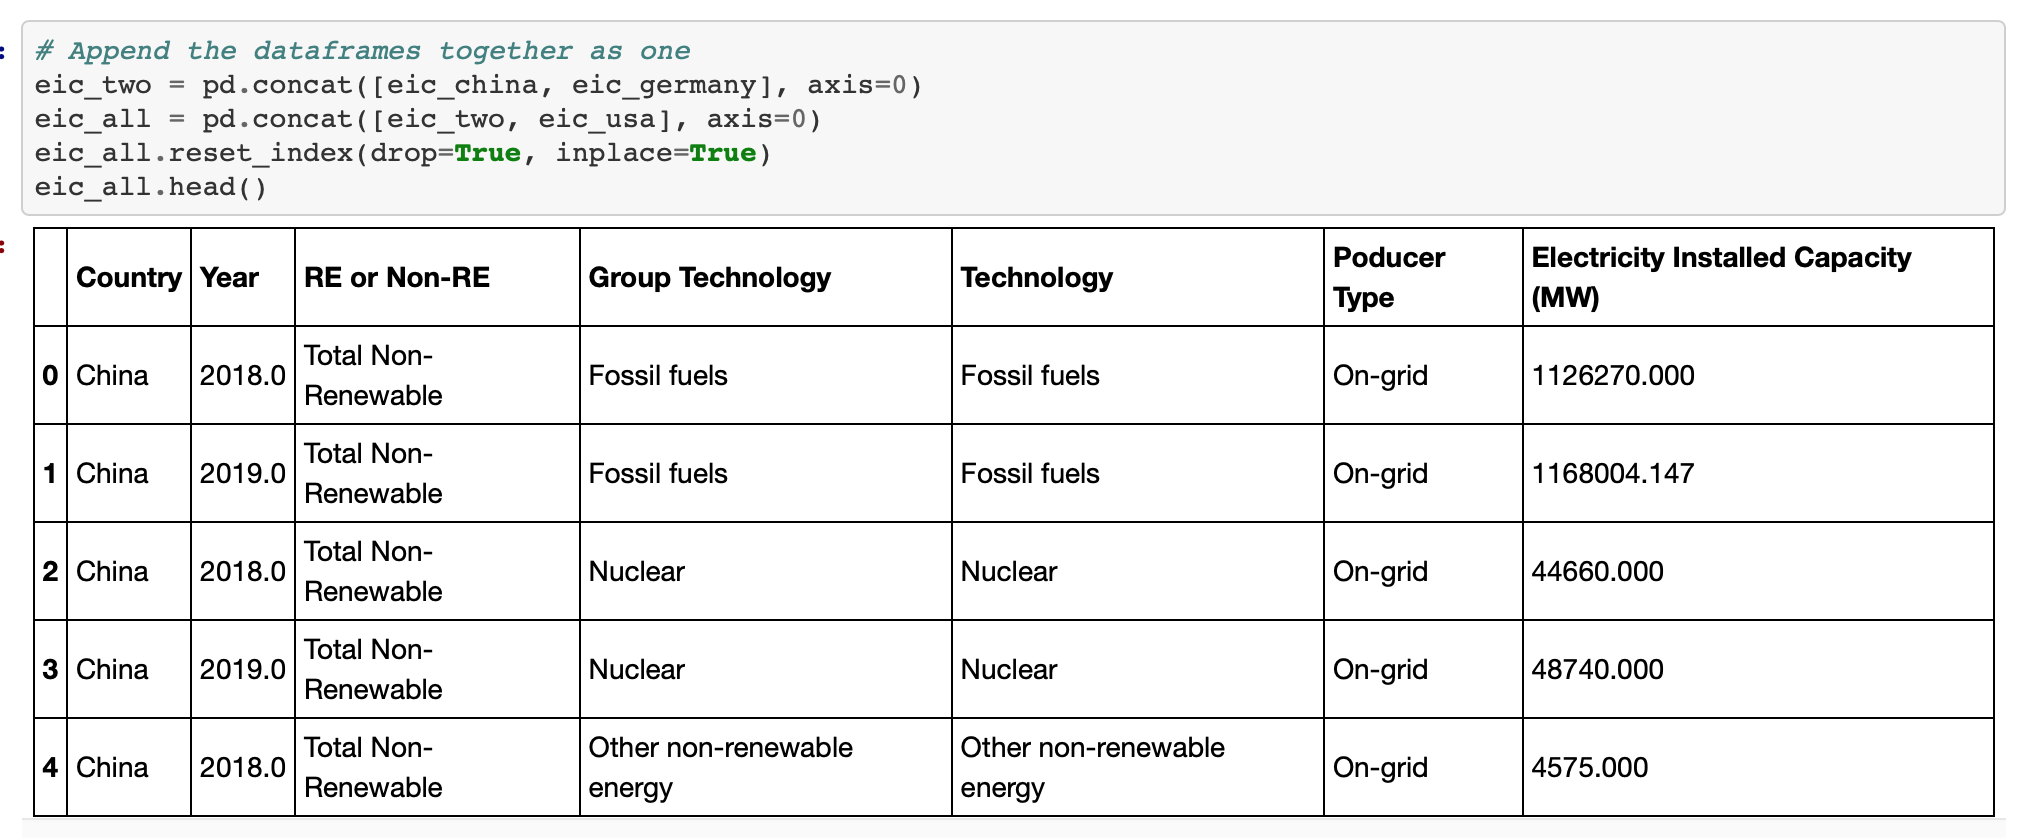 # Append the dataframes together as one
eic_two = pd.concat([eic_china, eic_germany], axis=0)
eic_all = pd.concat([eic_two, eic_usa], axis=0)
eic_all.reset_index(drop=True, inplace=True)
eic_all.head()
Country Year RE or Non-RE Group Technology Technology Poducer Type Electricity Installed Capacity (MW)
0 China 2018.0 Total Non-Renewable Fossil fuels Fossil fuels On-grid 1126270.000
1 China 2019.0 Total Non-Renewable Fossil fuels Fossil fuels On-grid 1168004.147
2 China 2018.0 Total Non-Renewable Nuclear Nuclear On-grid 44660.000
3 China 2019.0 Total Non-Renewable Nuclear Nuclear On-grid 48740.000
4 China 2018.0 Total Non-Renewable Other non-renewable energy Other non-renewable energy On-grid 4575.000